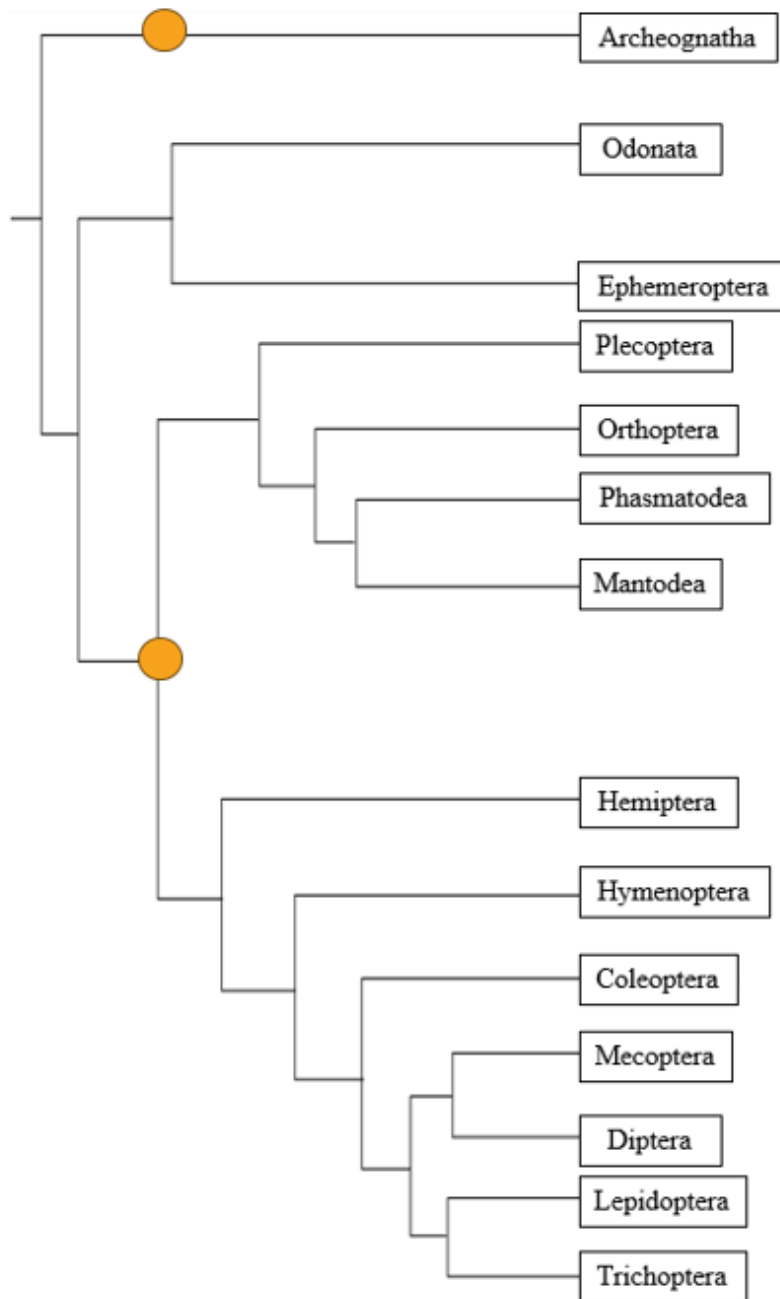 Archeognatha
Odonata
Ephemeroptera
Plecoptera
Orthoptera
Phasmatodea
Mantodea
Hemiptera
Hymenoptera
Coleoptera
Mecoptera
Diptera
Lepidoptera
Trichoptera